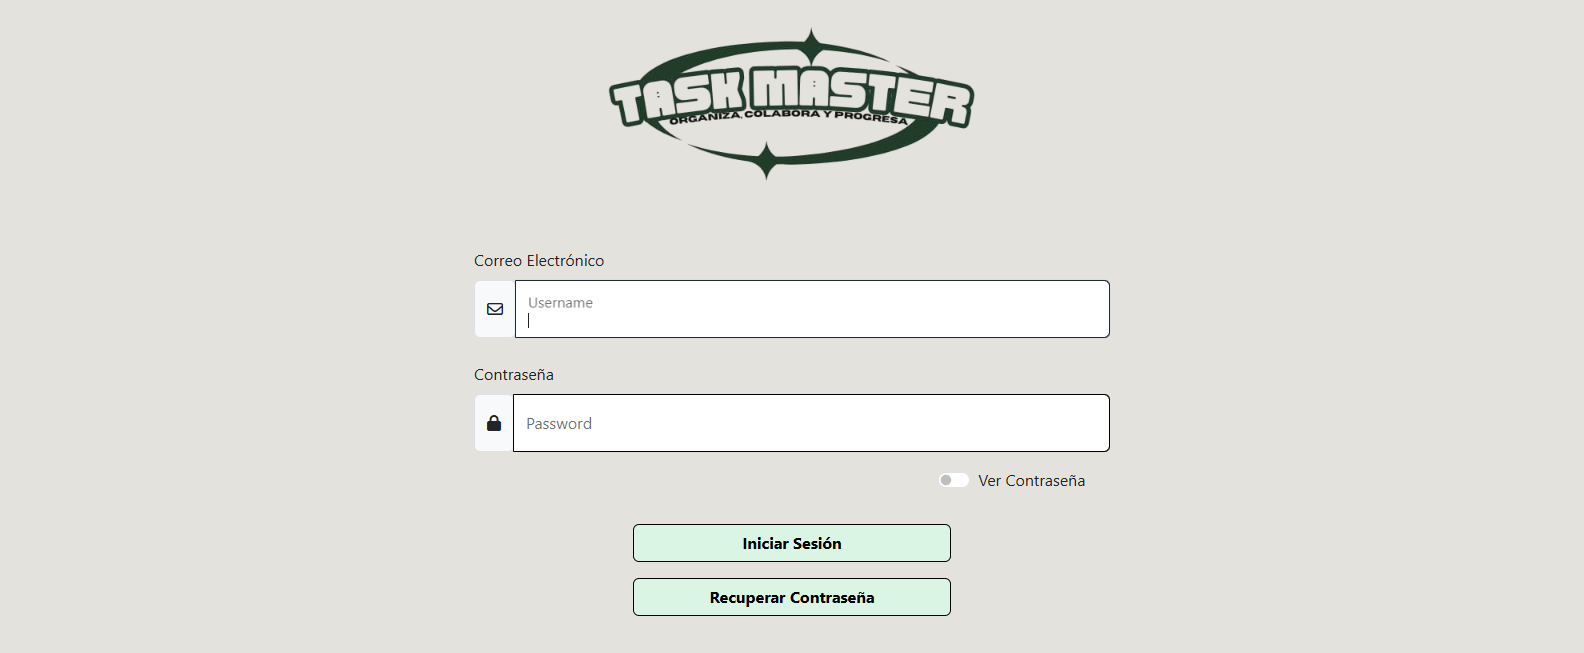 TASK MASTER
ORGANIZA, COLABORA Y PROGRESA
Correo Electrónico
Username
Contraseña
Password
Ver Contraseña
Iniciar Sesión
Recuperar Contraseña